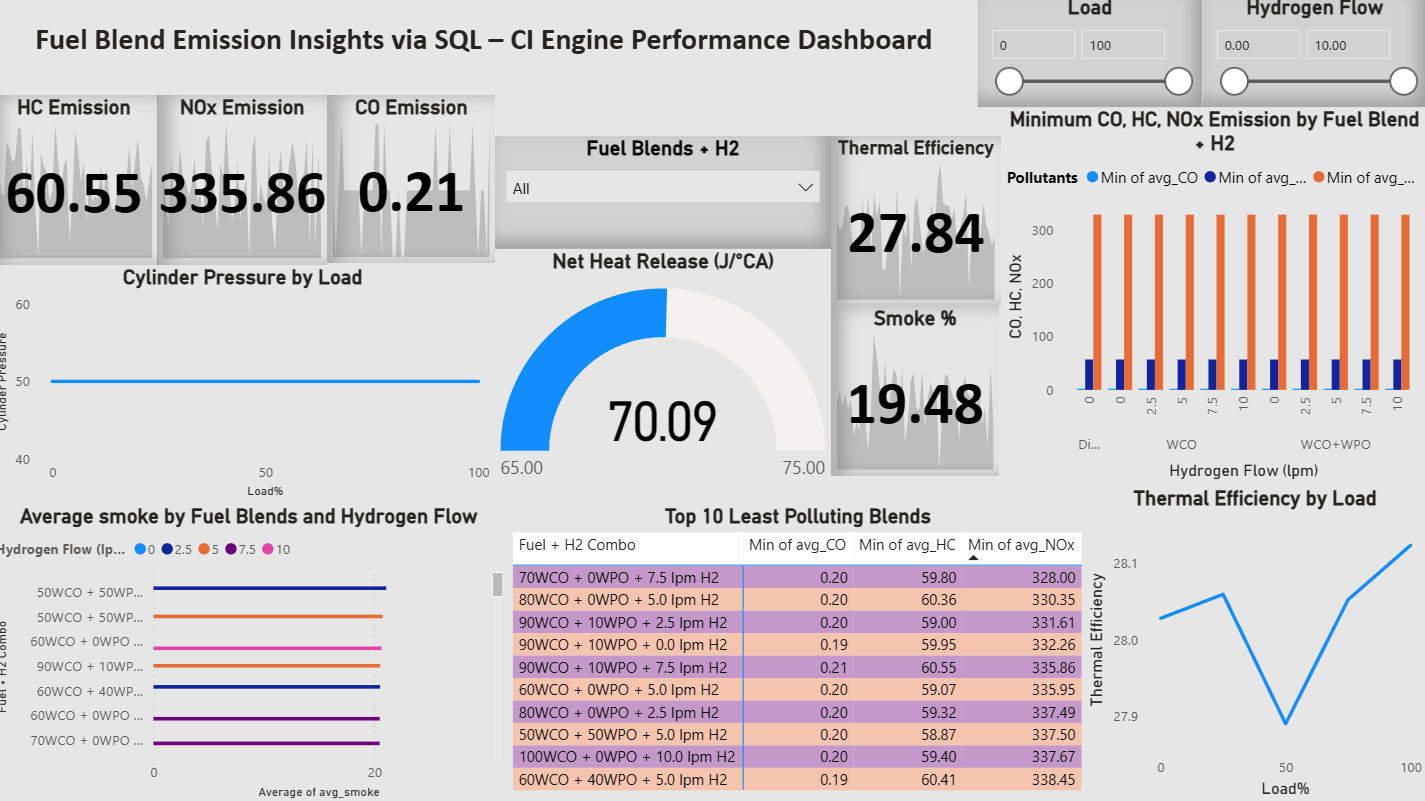 Fuel Blend Emission Insights via SQL – CI Engine Performance Dashboard
Load
0
100
Hydrogen Flow
0.00
10.00
HC Emission
60.55
NOx Emission
335.86
CO Emission
0.21
Fuel Blends + H2
All
Thermal Efficiency
27.84
Smoke %
19.48
Minimum CO, HC, NOx Emission by Fuel Blend
+ H2
Pollutants Min of avg_CO Min of avg_... Min of avg_...
CO, HC, NOx
300
200
100
0
0 0 2.5 5 7.5 10 0 2.5 5 7.5 10
Di... WCO WCO+WPO
Hydrogen Flow (lpm)
Cylinder Pressure by Load
Cylinder Pressure
60
50
40
0 50 100
Load%
Net Heat Release (J/°CA)
70.09
65.00 75.00
Average smoke by Fuel Blends and Hydrogen Flow
Hydrogen Flow (lp... 0 2.5 5 7.5 10
Fuel + H2 Combo
50WCO + 50WP...
50WCO + 50WP...
60WCO + 0WPO ...
90WCO + 10WP...
60WCO + 40WP...
60WCO + 0WPO ...
70WCO + 0WPO ...
0 20
Average of avg_smoke
Top 10 Least Polluting Blends
Fuel + H2 Combo Min of avg_CO Min of avg_HC Min of avg_NOx
70WCO + 0WPO + 7.5 lpm H2 0.20 59.80 328.00
80WCO + 0WPO + 5.0 lpm H2 0.20 60.36 330.35
90WCO + 10WPO + 2.5 lpm H2 0.20 59.00 331.61
90WCO + 10WPO + 0.0 lpm H2 0.19 59.95 332.26
90WCO + 10WPO + 7.5 lpm H2 0.21 60.55 335.86
60WCO + 0WPO + 5.0 lpm H2 0.20 59.07 335.95
80WCO + 0WPO + 2.5 lpm H2 0.20 59.32 337.49
50WCO + 50WPO + 5.0 lpm H2 0.20 58.87 337.50
100WCO + 0WPO + 10.0 lpm H2 0.20 59.40 337.67
60WCO + 40WPO + 5.0 lpm H2 0.19 60.41 338.45
Thermal Efficiency by Load
Thermal Efficiency
28.1
28.0
27.9
0 50 100
Load%